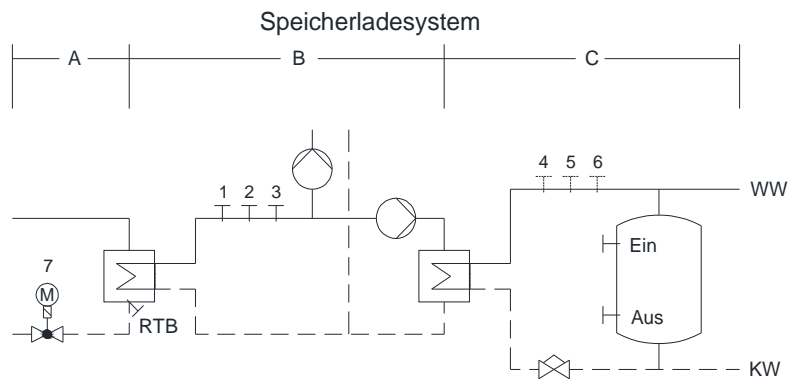 Speicherladesystem
A B C
1 2 3
4 5 6
WW
Ein
7
M
RTB
Aus
KW